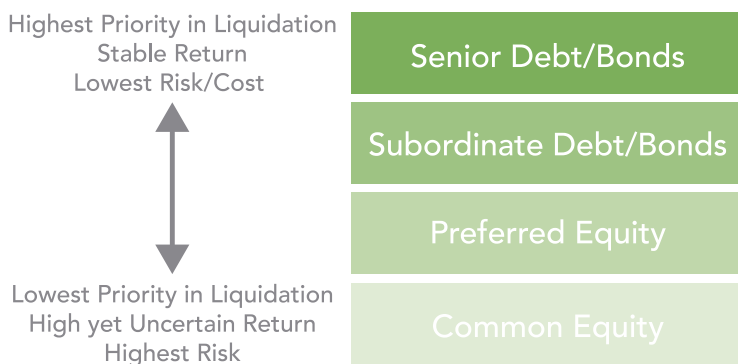 Highest Priority in Liquidation
Stable Return
Lowest Risk/Cost
Lowest Priority in Liquidation
High yet Uncertain Return
Highest Risk
Senior Debt/Bonds
Subordinate Debt/Bonds
Preferred Equity
Common Equity